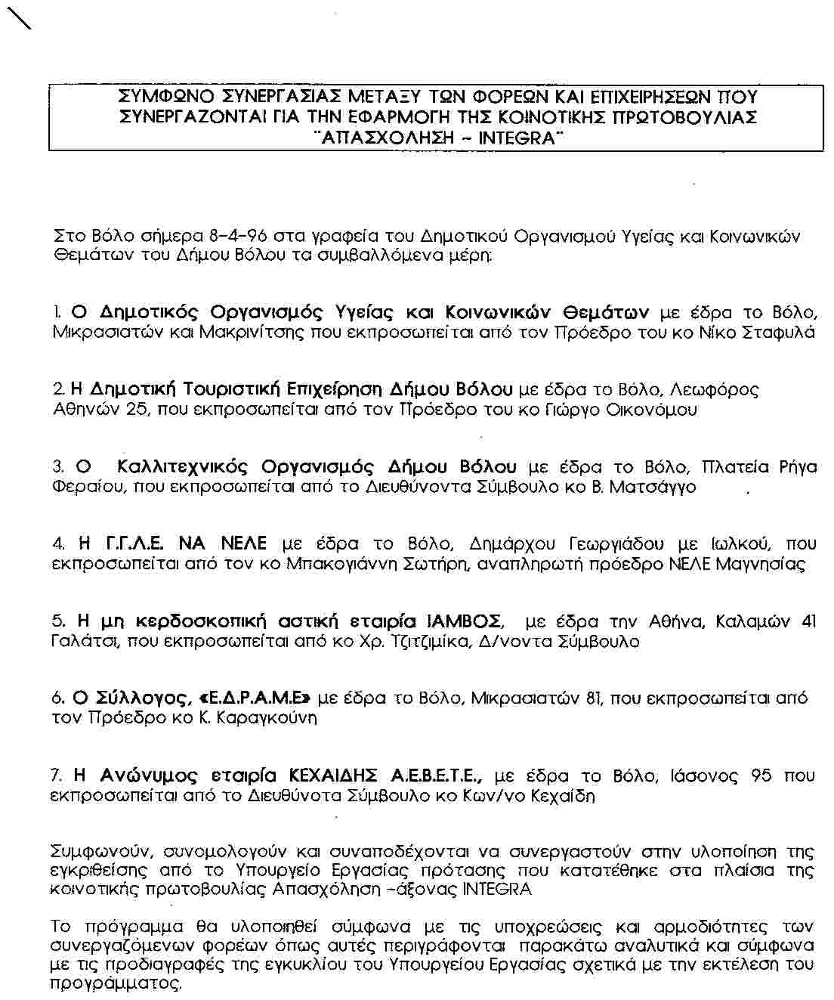 ΣΥΜΦΩΝΟ ΣΥΝΕΡΓΑΣΙΑΣ ΜΕΤΑΞΥ ΤΩΝ ΦΟΡΕΩΝ ΚΑΙ ΕΠΙΧΕΙΡΗΣΕΩΝ ΠΟΥ
ΣΥΝΕΡΓΑΖΟΝΤΑΙ ΓΙΑ ΤΗΝ ΕΦΑΡΜΟΓΗ ΤΗΣ ΚΟΙΝΟΤΙΚΗΣ ΠΡΩΤΟΒΟΥΛΙΑΣ
"ΑΠΑΣΧΟΛΗΣΗ - INTEGRA"
Στο Βόλο σήμερα 8-4-96 στα γραφεία του Δημοτικού Οργανισμού Υγείας και Κοινωνικών
Θεμάτων του Δήμου Βόλου τα συμβαλλόμενα μέρη:
1. Ο Δημοτικός Οργανισμός Υγείας και Κοινωνικών Θεμάτων με έδρα το Βόλο,
Μικρασιατών και Μακρινίτσης που εκπροσωπείται από τον Πρόεδρο του κο Νίκο Σταφυλά
2. Η Δημοτική Τουριστική Επιχείρηση Δήμου Βόλου με έδρα το Βόλο, Λεωφόρος
Αθηνών 25, που εκπροσωπείται από τον Πρόεδρο του κο Γιώργο Οικονόμου
3. Ο Καλλιτεχνικός Οργανισμός Δήμου Βόλου με έδρα το Βόλο, Πλατεία Ρήγα
Φεραίου, που εκπροσωπείται από το Διευθύνοντα Σύμβουλο κο Β. Ματσάγγο
4. Η Γ.Γ.Λ.Ε. ΝΑ ΝΕΛΕ με έδρα το Βόλο, Δημάρχου Γεωργιάδου με Ιωλκού, που
εκπροσωπείται από τον κο Μπακογιάννη Σωτήρη, αναπληρωτή πρόεδρο ΝΕΛΕ Μαγνησίας
5. Η μη κερδοσκοπική αστική εταιρία ΙΑΜΒΟΣ, με έδρα την Αθήνα, Καλαμών 41
Γαλάτσι, που εκπροσωπείται από κο Χρ. Τζιτζιμίκα, Δ/νοντα Σύμβουλο
6. Ο Σύλλογος, «Ε.Δ.Ρ.Α.Μ.Ε» με έδρα το Βόλο, Μικρασιατών 81, που εκπροσωπείται από
τον Πρόεδρο κο Κ. Καραγκούνη
7. Η Ανώνυμος εταιρία ΚΕΧΑΙΔΗΣ Α.Ε.Β.Ε.Τ.Ε., με έδρα το Βόλο, Ιάσονος 95 που
εκπροσωπείται από το Διευθύνοτα Σύμβουλο κο Κων/νο Κεχαίδη
Συμφωνούν, συνομολογούν και συναποδέχονται να συνεργαστούν στην υλοποίηση της
εγκριθείσης από το Υπουργείο Εργασίας πρότασης που κατατέθηκε στα πλαίσια της
κοινοτικής πρωτοβουλίας Απασχόληση -άξονας INTEGRA
Το πρόγραμμα θα υλοποιηθεί σύμφωνα με τις υποχρεώσεις και αρμοδιότητες των
συνεργαζόμενων φορέων όπως αυτές περιγράφονται παρακάτω αναλυτικά και σύμφωνα
με τις προδιαγραφές της εγκυκλίου του Υπουργείου Εργασίας σχετικά με την εκτέλεση του
προγράμματος.